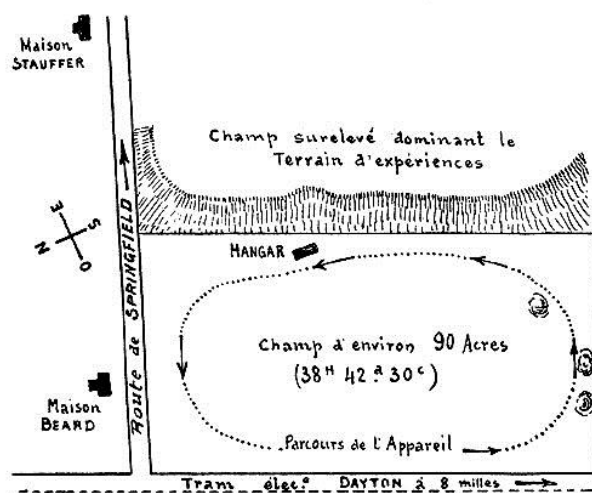 Maison
STAUFFER
Champ surelevé dominant le
Terrain d'expériences
E
S
N
O
Route de SPRINGFIELD
HANGAR
Champ d'environ 90 Acres
(38H 42a 30c)
Maison
BEARD
Parcours de l'Appareil
Tram élec.º DAYTON à 8 milles